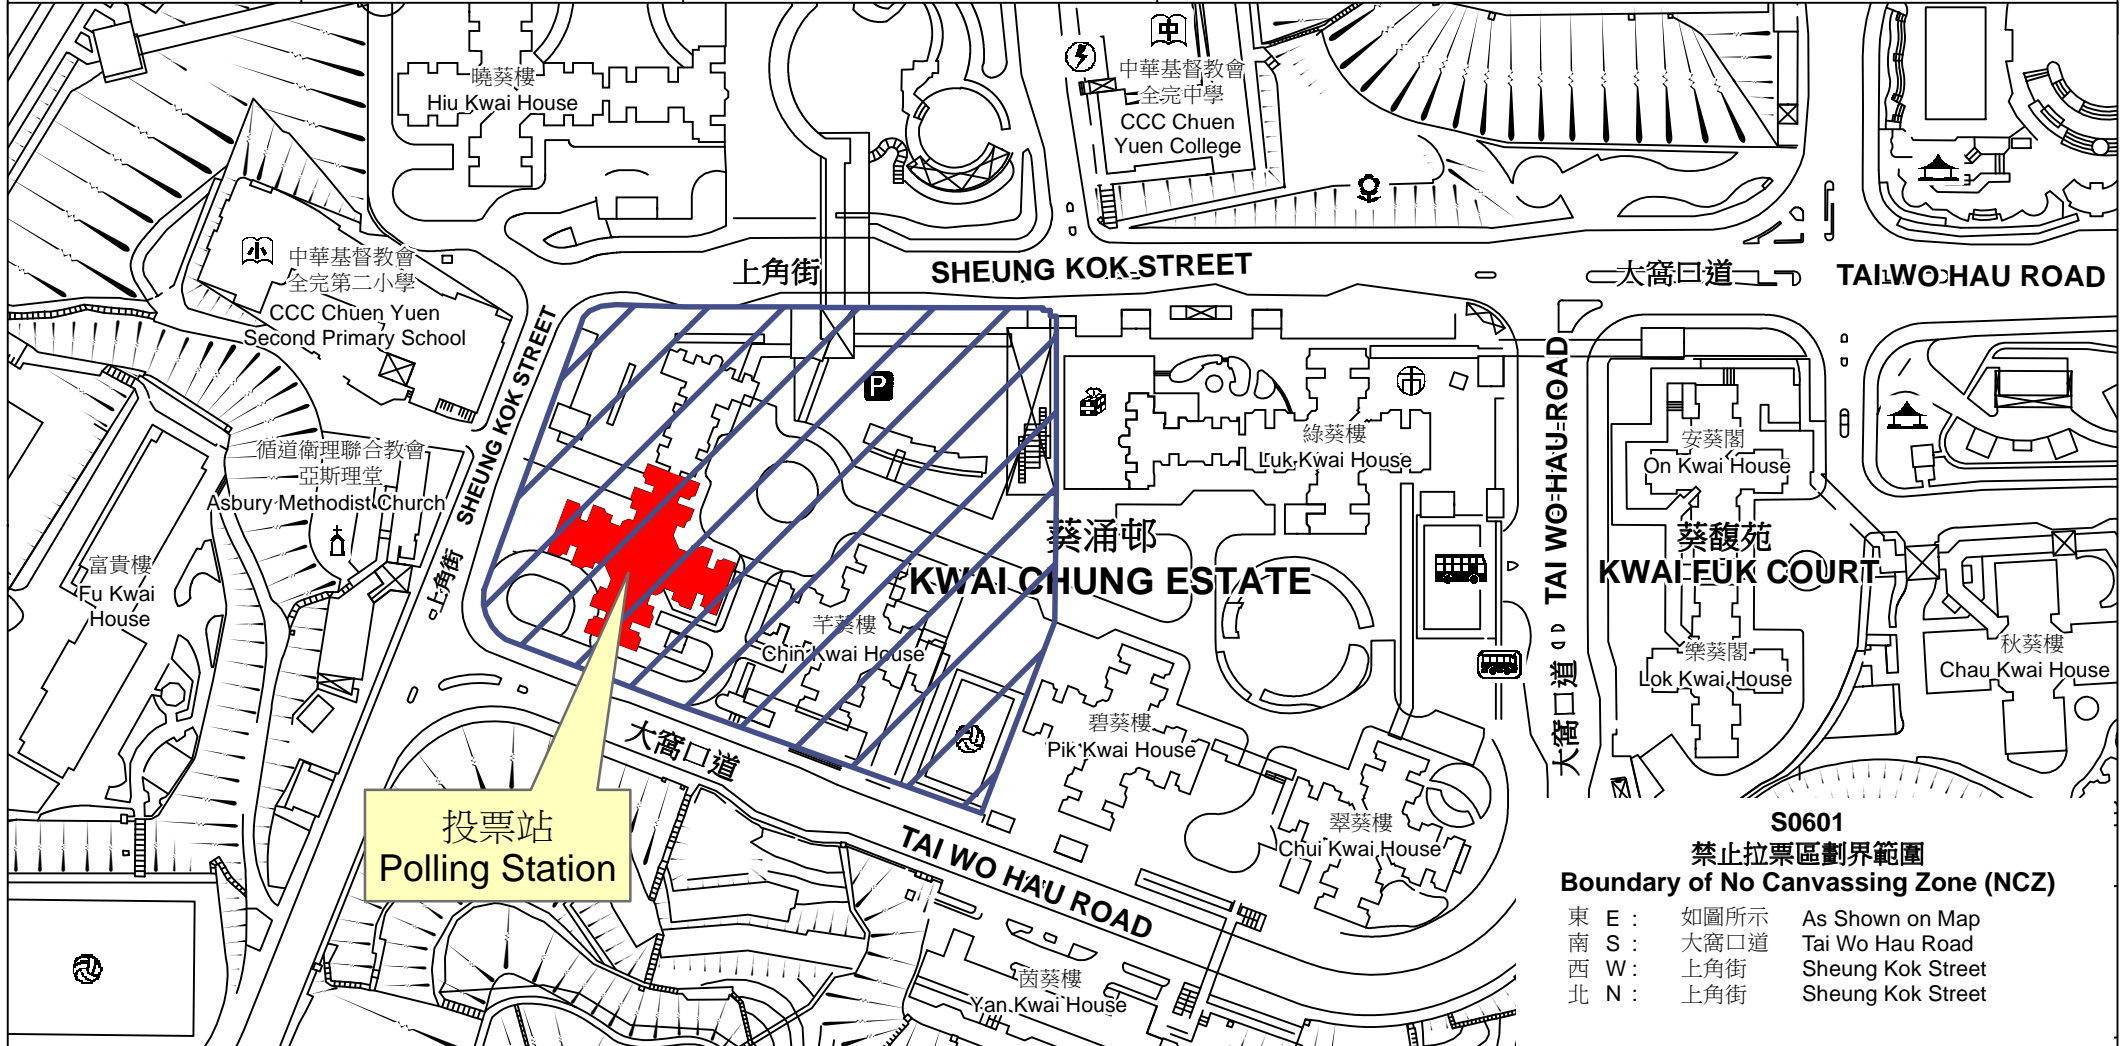 曉葵樓
Hiu Kwai House
中
中華基督教會
全完中學
CCC Chuen
Yuen College
小
中華基督教會
全完第二小學
CCC Chuen Yuen
Second Primary School
上角街
SHEUNG KOK STREET
大窩口道
TAI WO HAU ROAD
SHEUNG KOK STREET
上角街
P
市
綠葵樓
Luk Kwai House
TAI WO HAU ROAD
大窩口道
安葵閣
On Kwai House
循道衛理聯合教會
亞斯理堂
Asbury Methodist Church
富貴樓
Fu Kwai
House
葵涌邨
KWAI CHUNG ESTATE
葵馥苑
KWAI FUK COURT
芊葵樓
Chin Kwai House
樂葵閣
Lok Kwai House
秋葵樓
Chau Kwai House
碧葵樓
Pik Kwai House
大窩口道
TAI WO HAU ROAD
翠葵樓
Chui Kwai House
投票站
Polling Station
茵葵樓
Yan Kwai House
S0601
禁止拉票區劃界範圍
Boundary of No Canvassing Zone (NCZ)
東 E : 如圖所示 As Shown on Map
南 S : 大窩口道 Tai Wo Hau Road
西 W : 上角街 Sheung Kok Street
北 N : 上角街 Sheung Kok Street